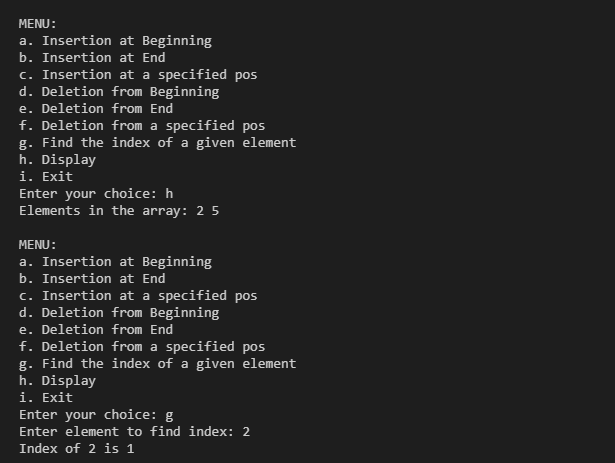 MENU:
a. Insertion at Beginning
b. Insertion at End
c. Insertion at a specified pos
d. Deletion from Beginning
e. Deletion from End
f. Deletion from a specified pos
g. Find the index of a given element
h. Display
i. Exit
Enter your choice: h
Elements in the array: 2 5

MENU:
a. Insertion at Beginning
b. Insertion at End
c. Insertion at a specified pos
d. Deletion from Beginning
e. Deletion from End
f. Deletion from a specified pos
g. Find the index of a given element
h. Display
i. Exit
Enter your choice: g
Enter element to find index: 2
Index of 2 is 1